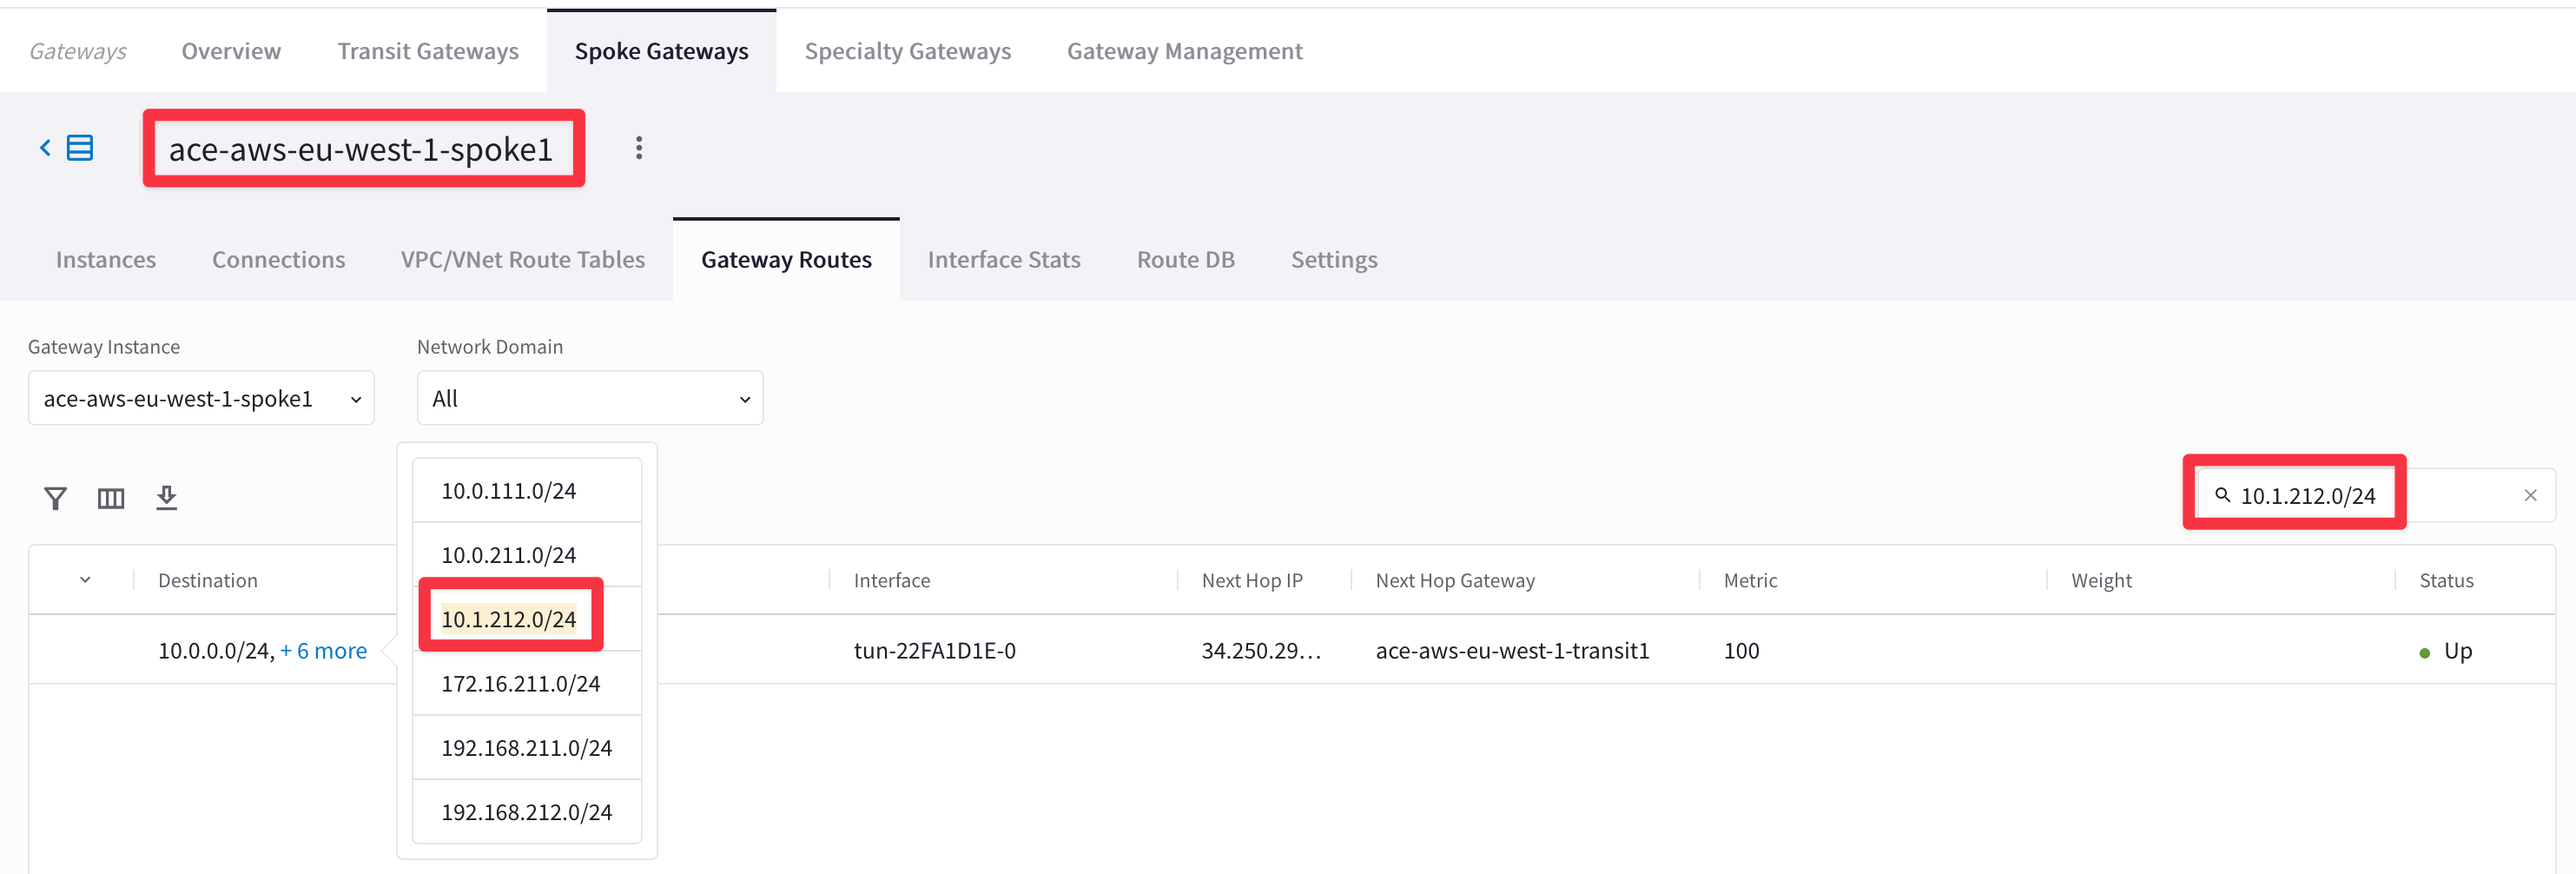 Gateways Overview Transit Gateways Spoke Gateways Specialty Gateways Gateway Management
ace-aws-eu-west-1-spoke1
Instances Connections VPC/VNet Route Tables Gateway Routes Interface Stats Route DB Settings
Gateway Instance Network Domain
ace-aws-eu-west-1-spoke1 All
10.1.212.0/24
Destination Interface Next Hop IP Next Hop Gateway Metric Weight Status
10.0.0.0/24, + 6 more tun-22FA1D1E-0 34.250.29... ace-aws-eu-west-1-transit1 100 Up
10.0.111.0/24
10.0.211.0/24
10.1.212.0/24
172.16.211.0/24
192.168.211.0/24
192.168.212.0/24